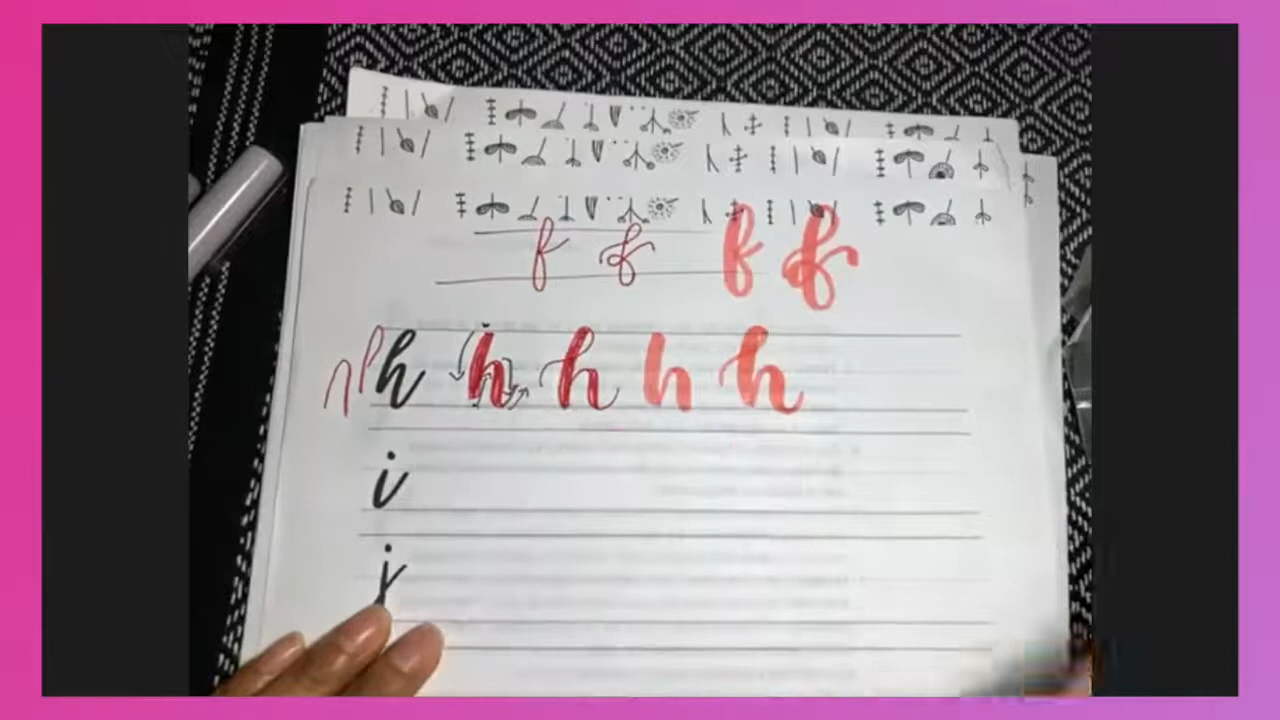 f f f f
h h h h h
i
j